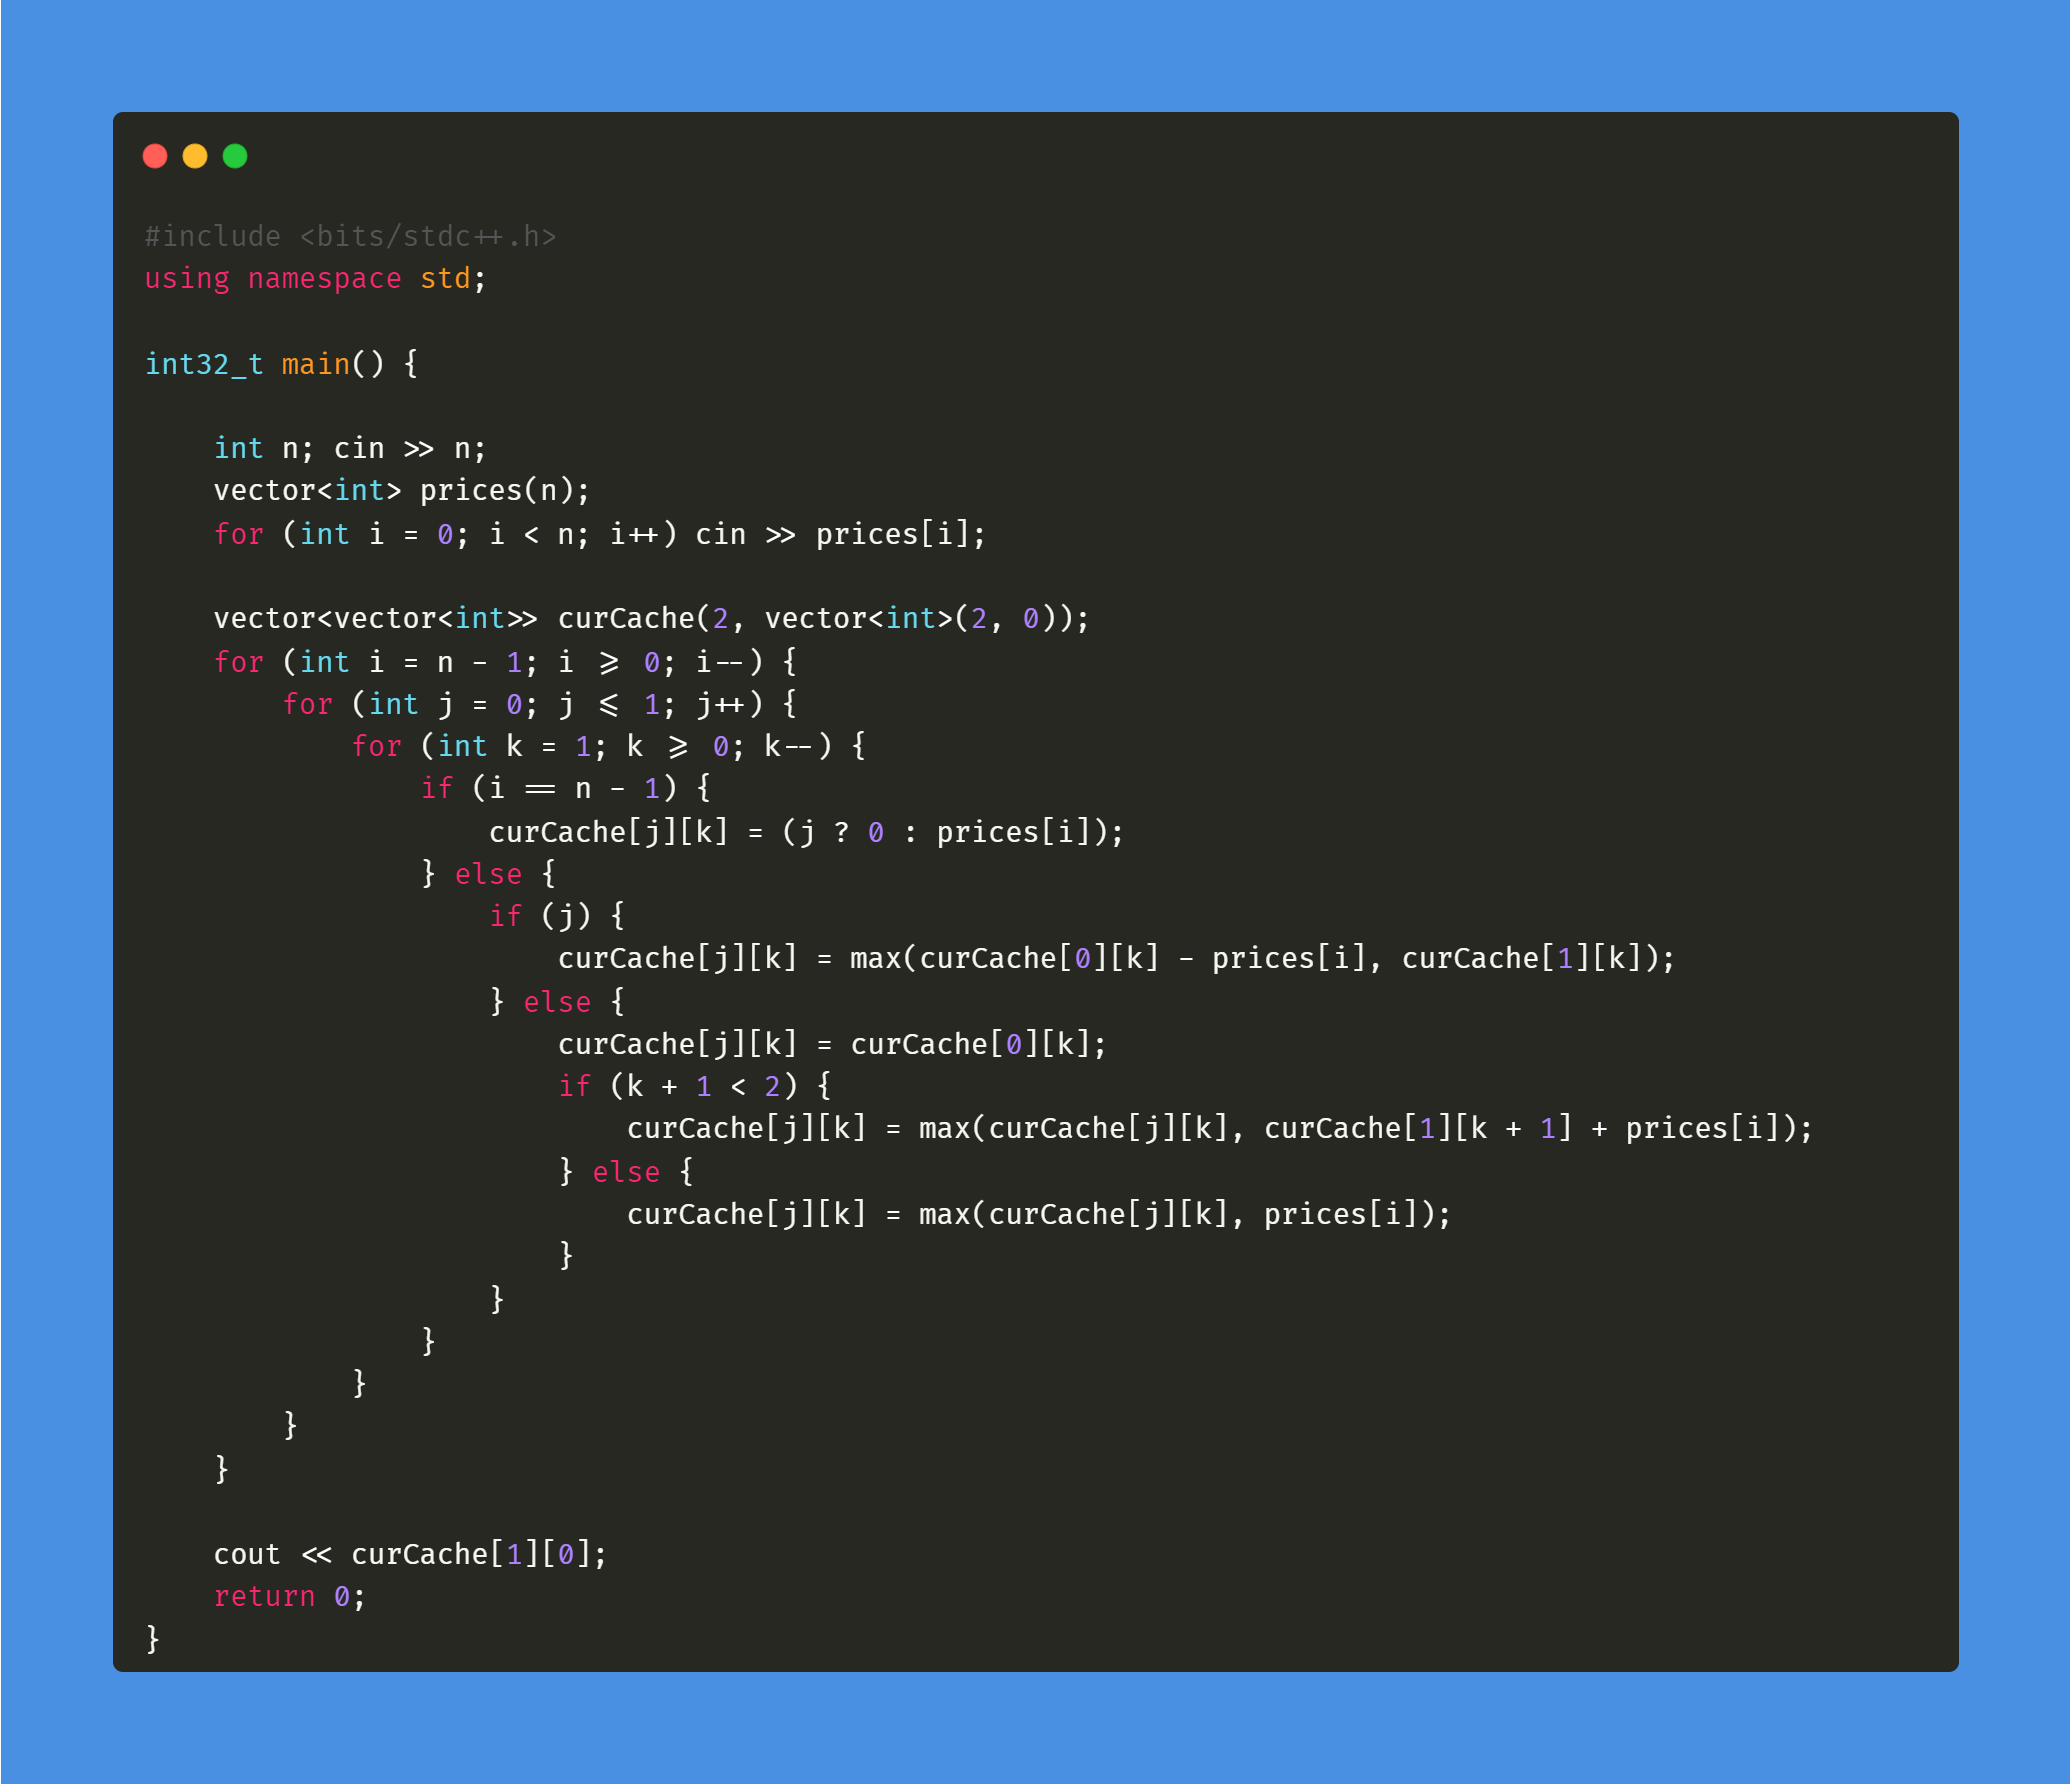 #include <bits/stdc++.h>
using namespace std;

int32_t main() {

    int n; cin >> n;
    vector<int> prices(n);
    for (int i = 0; i < n; i++) cin >> prices[i];

    vector<vector<int>> curCache(2, vector<int>(2, 0));
    for (int i = n - 1; i >= 0; i--) {
        for (int j = 0; j <= 1; j++) {
            for (int k = 1; k >= 0; k--) {
                if (i == n - 1) {
                    curCache[j][k] = (j ? 0 : prices[i]);
                } else {
                    if (j) {
                        curCache[j][k] = max(curCache[0][k] - prices[i], curCache[1][k]);
                    } else {
                        curCache[j][k] = curCache[0][k];
                        if (k + 1 < 2) {
                            curCache[j][k] = max(curCache[j][k], curCache[1][k + 1] + prices[i]);
                        } else {
                            curCache[j][k] = max(curCache[j][k], prices[i]);
                        }
                    }
                }
            }
        }
    }

    cout << curCache[1][0];
    return 0;
}